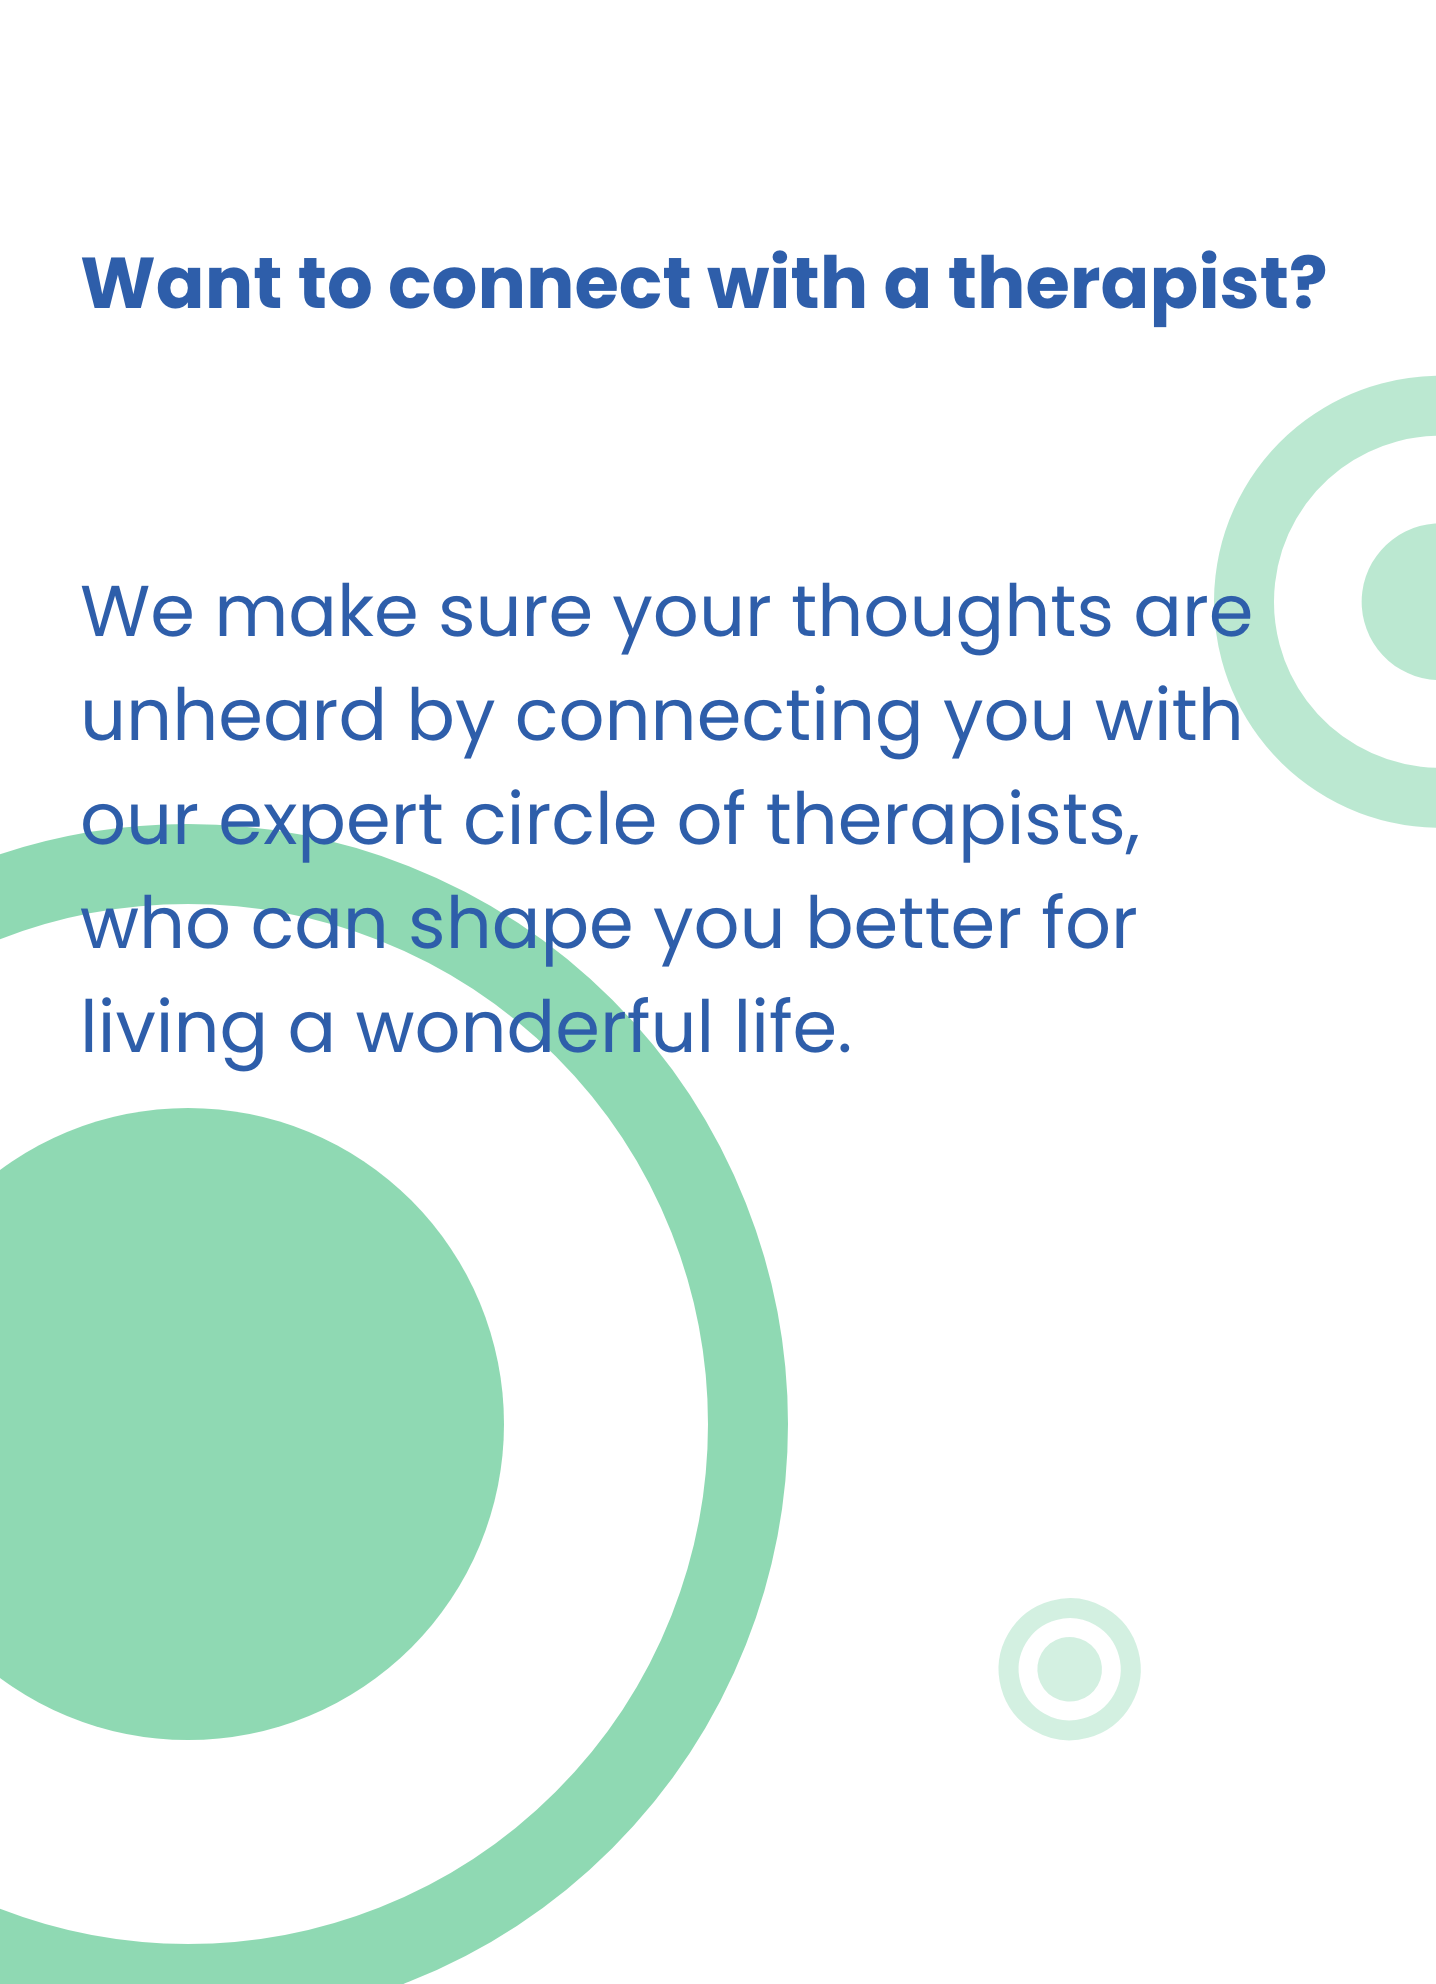 Want to connect with a therapist?
We make sure your thoughts are
unheard by connecting you with
our expert circle of therapists,
who can shape you better for
living a wonderful life.